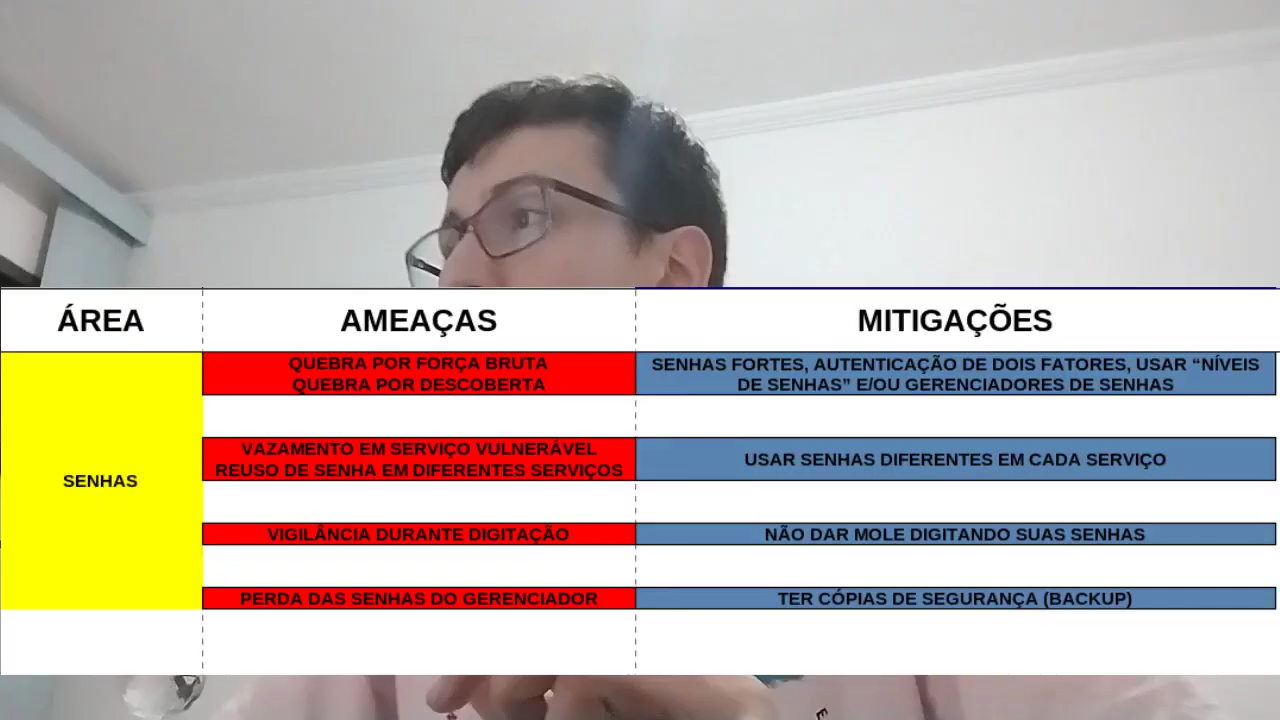 ÁREA
AMEAÇAS
MITIGAÇÕES
SENHAS
QUEBRA POR FORÇA BRUTA
QUEBRA POR DESCOBERTA
SENHAS FORTES, AUTENTICAÇÃO DE DOIS FATORES, USAR “NÍVEIS
DE SENHAS” E/OU GERENCIADORES DE SENHAS
VAZAMENTO EM SERVIÇO VULNERÁVEL
REUSO DE SENHA EM DIFERENTES SERVIÇOS
USAR SENHAS DIFERENTES EM CADA SERVIÇO
VIGILÂNCIA DURANTE DIGITAÇÃO
NÃO DAR MOLE DIGITANDO SUAS SENHAS
PERDA DAS SENHAS DO GERENCIADOR
TER CÓPIAS DE SEGURANÇA (BACKUP)